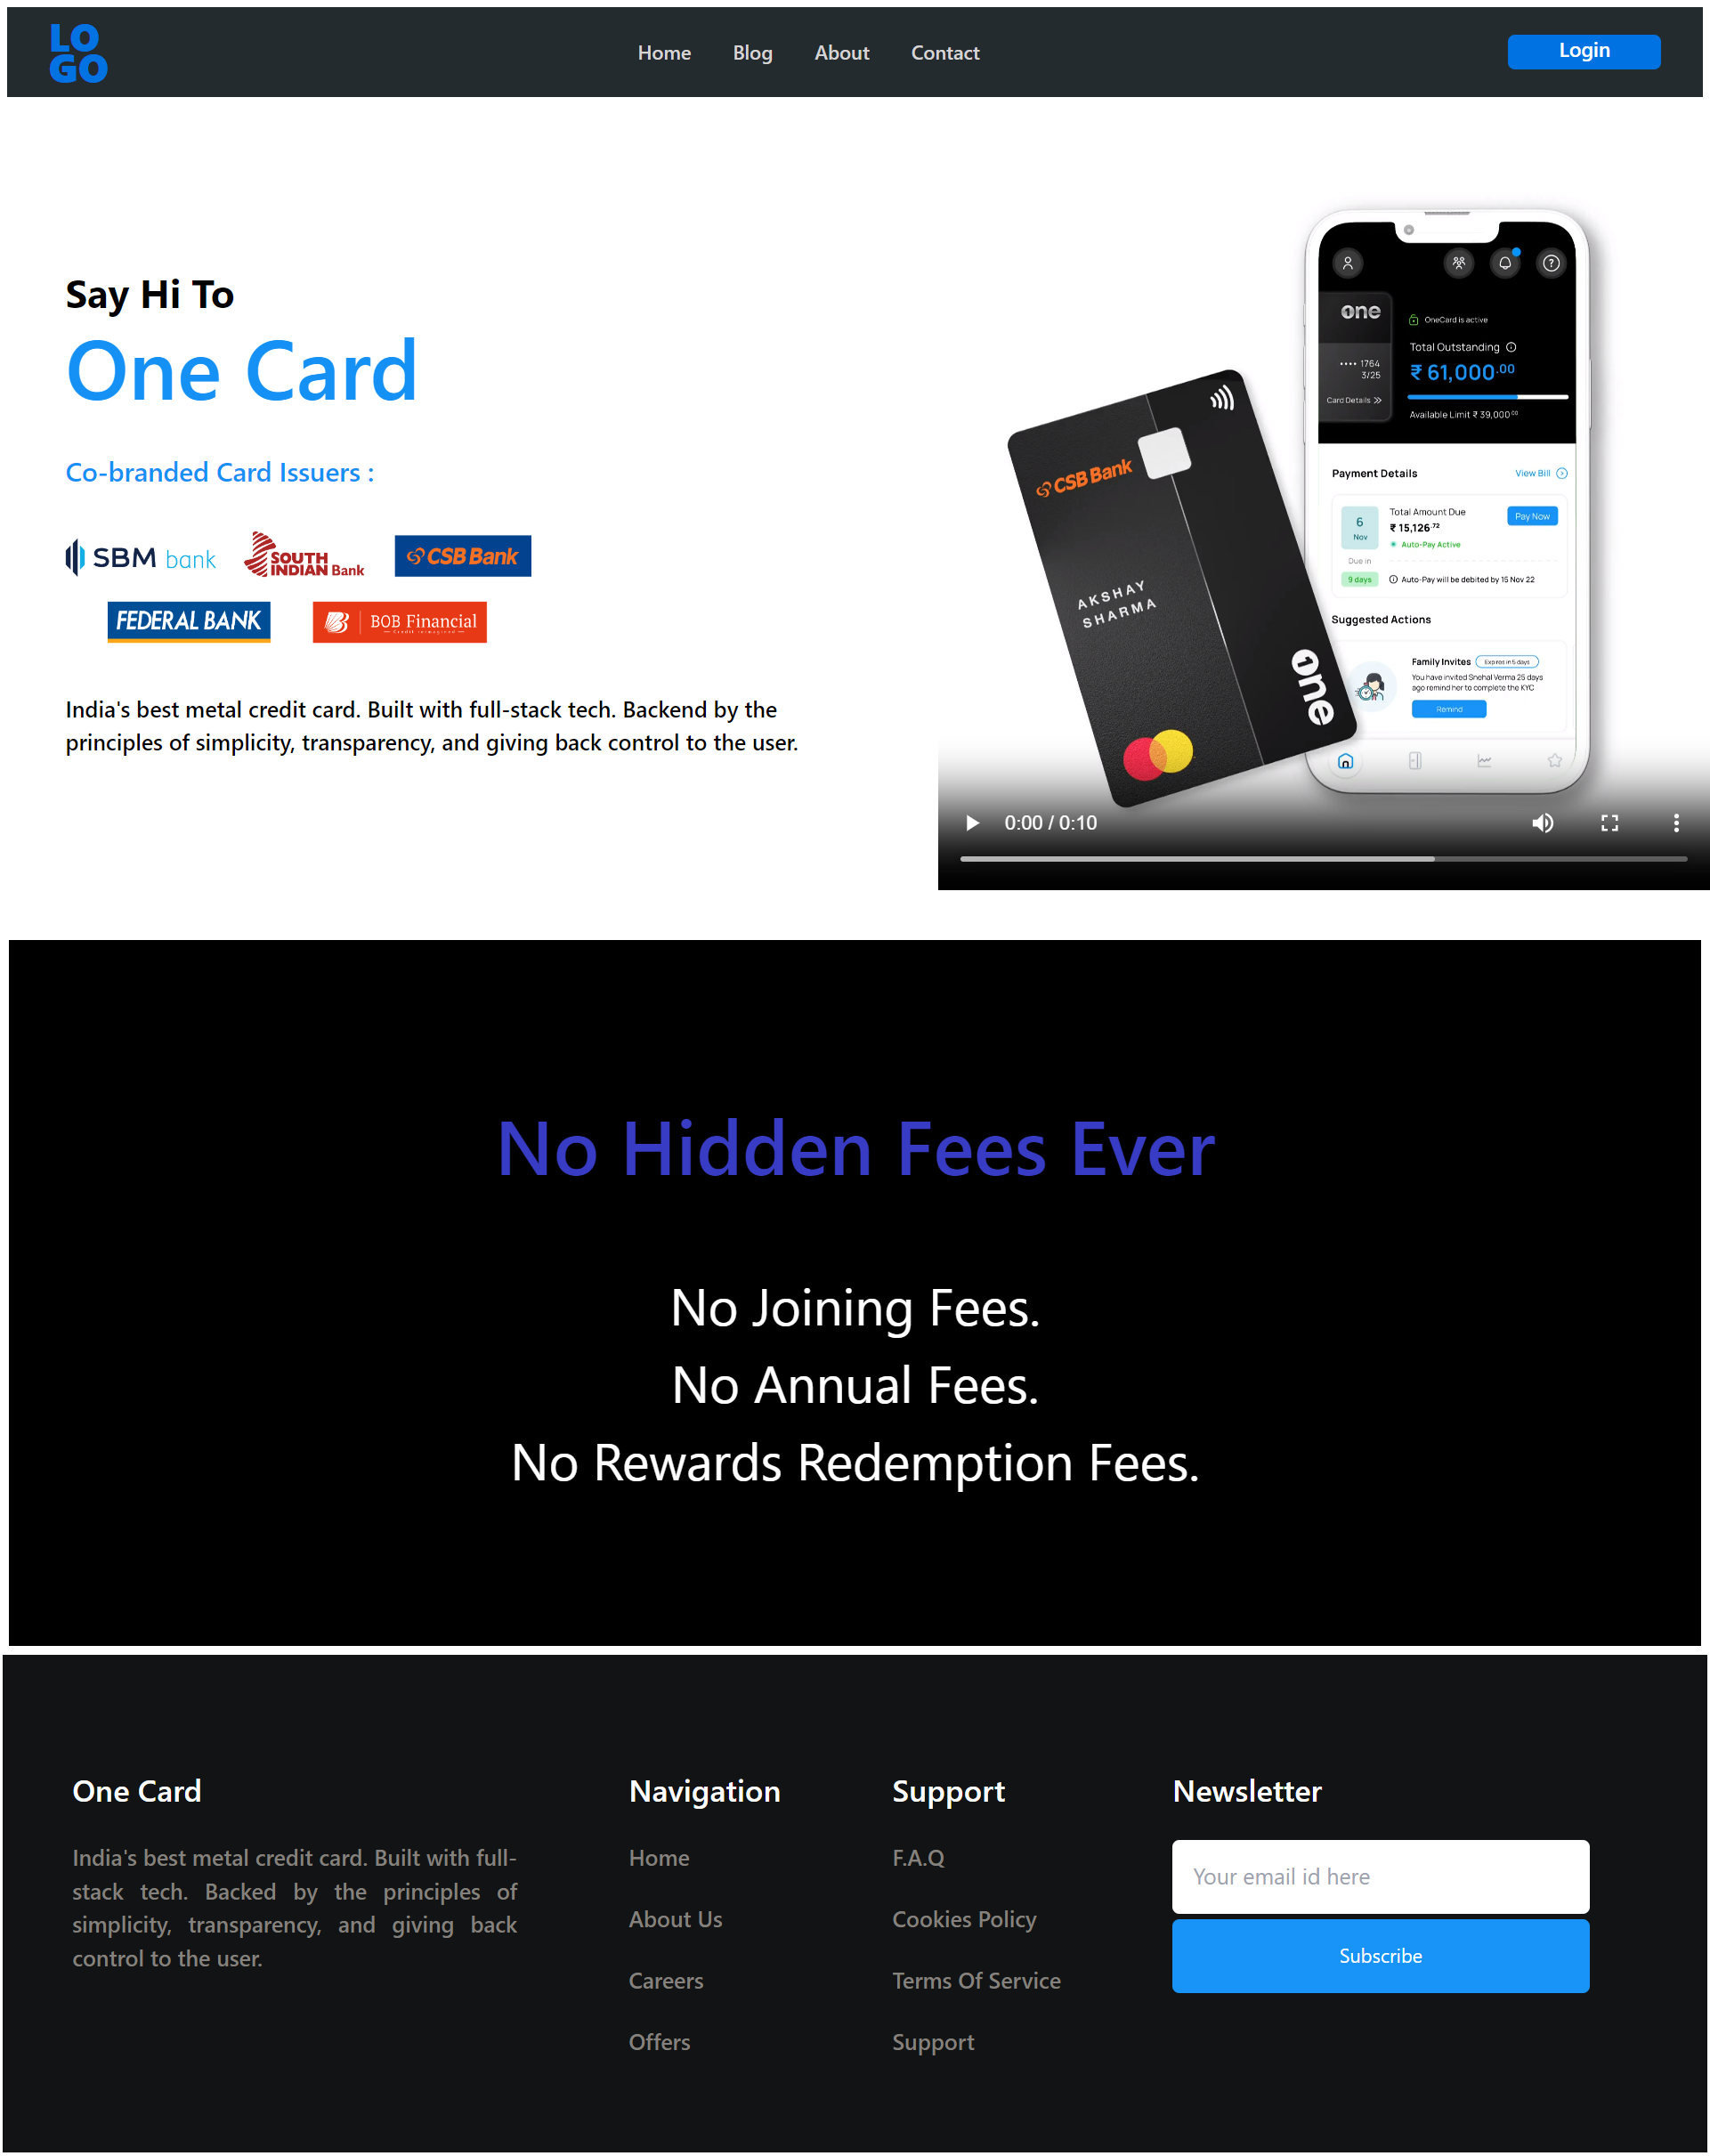 LO
GO
Home
Blog
About
Contact
Login
Say Hi To
One Card
Co-branded Card Issuers :
SBM bank
SOUTH
INDIAN Bank
CSB Bank
FEDERAL BANK
BOB Financial
Credit reimagined
India's best metal credit card. Built with full-stack tech. Backend by the
principles of simplicity, transparency, and giving back control to the user.
CSB Bank
AKSHAY
SHARMA
one
one
OneCard is active
•••• 1764
3/25
Card Details
Total Outstanding
₹ 61,000.00
Available Limit ₹ 39,000.00
Payment Details
View Bill
6
Nov
Total Amount Due
₹ 15,126.72
Auto-Pay Active
Pay Now
Due in
9 days
Auto-Pay will be debited by 15 Nov 22
Suggested Actions
Family Invites
Expires in 5 days
You have invited Snehal Verma 25 days
ago remind her to complete the KYC
Remind
0:00 / 0:10
No Hidden Fees Ever
No Joining Fees.
No Annual Fees.
No Rewards Redemption Fees.
One Card
India's best metal credit card. Built with full-
stack tech. Backed by the principles of
simplicity, transparency, and giving back
control to the user.
Navigation
Home
About Us
Careers
Offers
Support
F.A.Q
Cookies Policy
Terms Of Service
Support
Newsletter
Your email id here
Subscribe